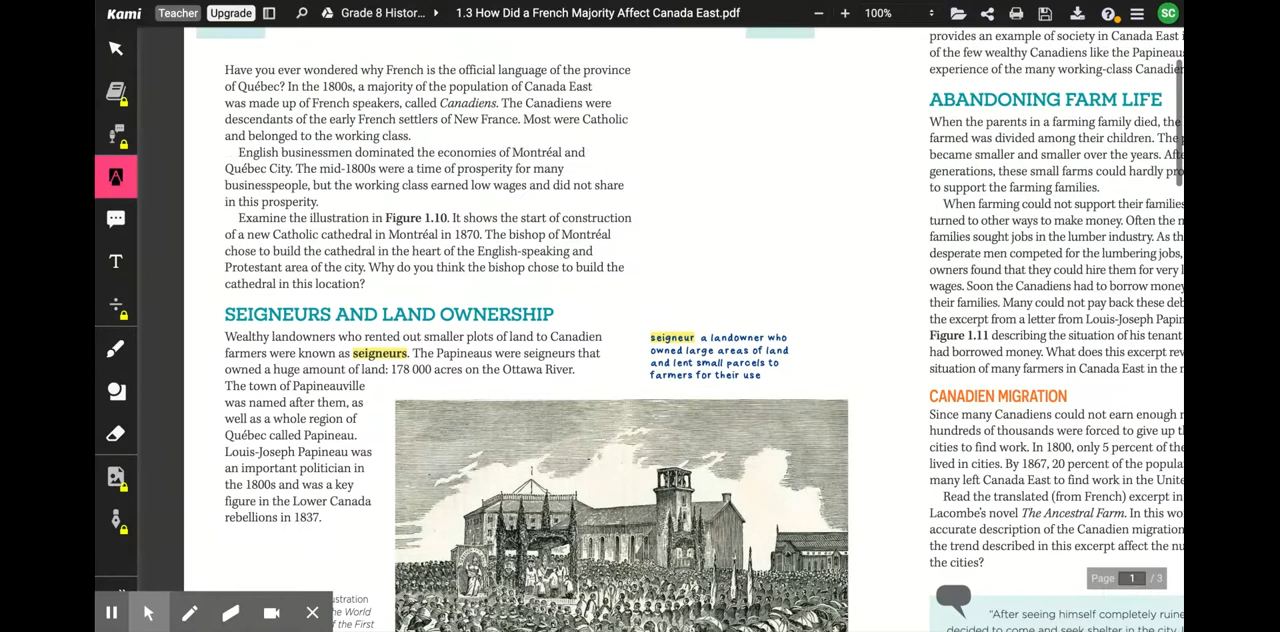 Kami Teacher Upgrade Grade 8 Histor... 1.3 How Did a French Majority Affect Canada East.pdf 100% SC
Have you ever wondered why French is the official language of the province
of Québec? In the 1800s, a majority of the population of Canada East
was made up of French speakers, called Canadiens. The Canadiens were
descendants of the early French settlers of New France. Most were Catholic
and belonged to the working class.
English businessmen dominated the economies of Montréal and
Québec City. The mid-1800s were a time of prosperity for many
businesspeople, but the working class earned low wages and did not share
in this prosperity.
Examine the illustration in Figure 1.10. It shows the start of construction
of a new Catholic cathedral in Montréal in 1870. The bishop of Montréal
chose to build the cathedral in the heart of the English-speaking and
Protestant area of the city. Why do you think the bishop chose to build the
cathedral in this location?
SEIGNEURS AND LAND OWNERSHIP
Wealthy landowners who rented out smaller plots of land to Canadien
farmers were known as seigneurs. The Papineaus were seigneurs that
owned a huge amount of land: 178 000 acres on the Ottawa River.
The town of Papineauville
was named after them, as
well as a whole region of
Québec called Papineau.
Louis-Joseph Papineau was
an important politician in
the 1800s and was a key
figure in the Lower Canada
rebellions in 1837.
seigneur a landowner who
owned large areas of land
and lent small parcels to
farmers for their use
stration
he World
f the First
provides an example of society in Canada East i
of the few wealthy Canadiens like the Papineau
experience of the many working-class Canadie
ABANDONING FARM LIFE
When the parents in a farming family died, the
farmed was divided among their children. The
became smaller and smaller over the years. Afte
generations, these small farms could hardly pro
to support the farming families.
When farming could not support their families
turned to other ways to make money. Often the m
families sought jobs in the lumber industry. As th
desperate men competed for the lumbering jobs,
owners found that they could hire them for very l
wages. Soon the Canadiens had to borrow money
their families. Many could not pay back these deb
the excerpt from a letter from Louis-Joseph Papin
Figure 1.11 describing the situation of his tenant
had borrowed money. What does this excerpt rev
situation of many farmers in Canada East in the
CANADIEN MIGRATION
Since many Canadiens could not earn enough
hundreds of thousands were forced to give up t
cities to find work. In 1800, only 5 percent of the
lived in cities. By 1867, 20 percent of the popula
many left Canada East to find work in the Unite
Read the translated (from French) excerpt in
Lacombe's novel The Ancestral Farm. In this wo
accurate description of the Canadien migration
the trend described in this excerpt affect the nu
the cities?
Page 1 / 3
"After seeing himself completely ruine
decided to come and seek shelter in the city. I